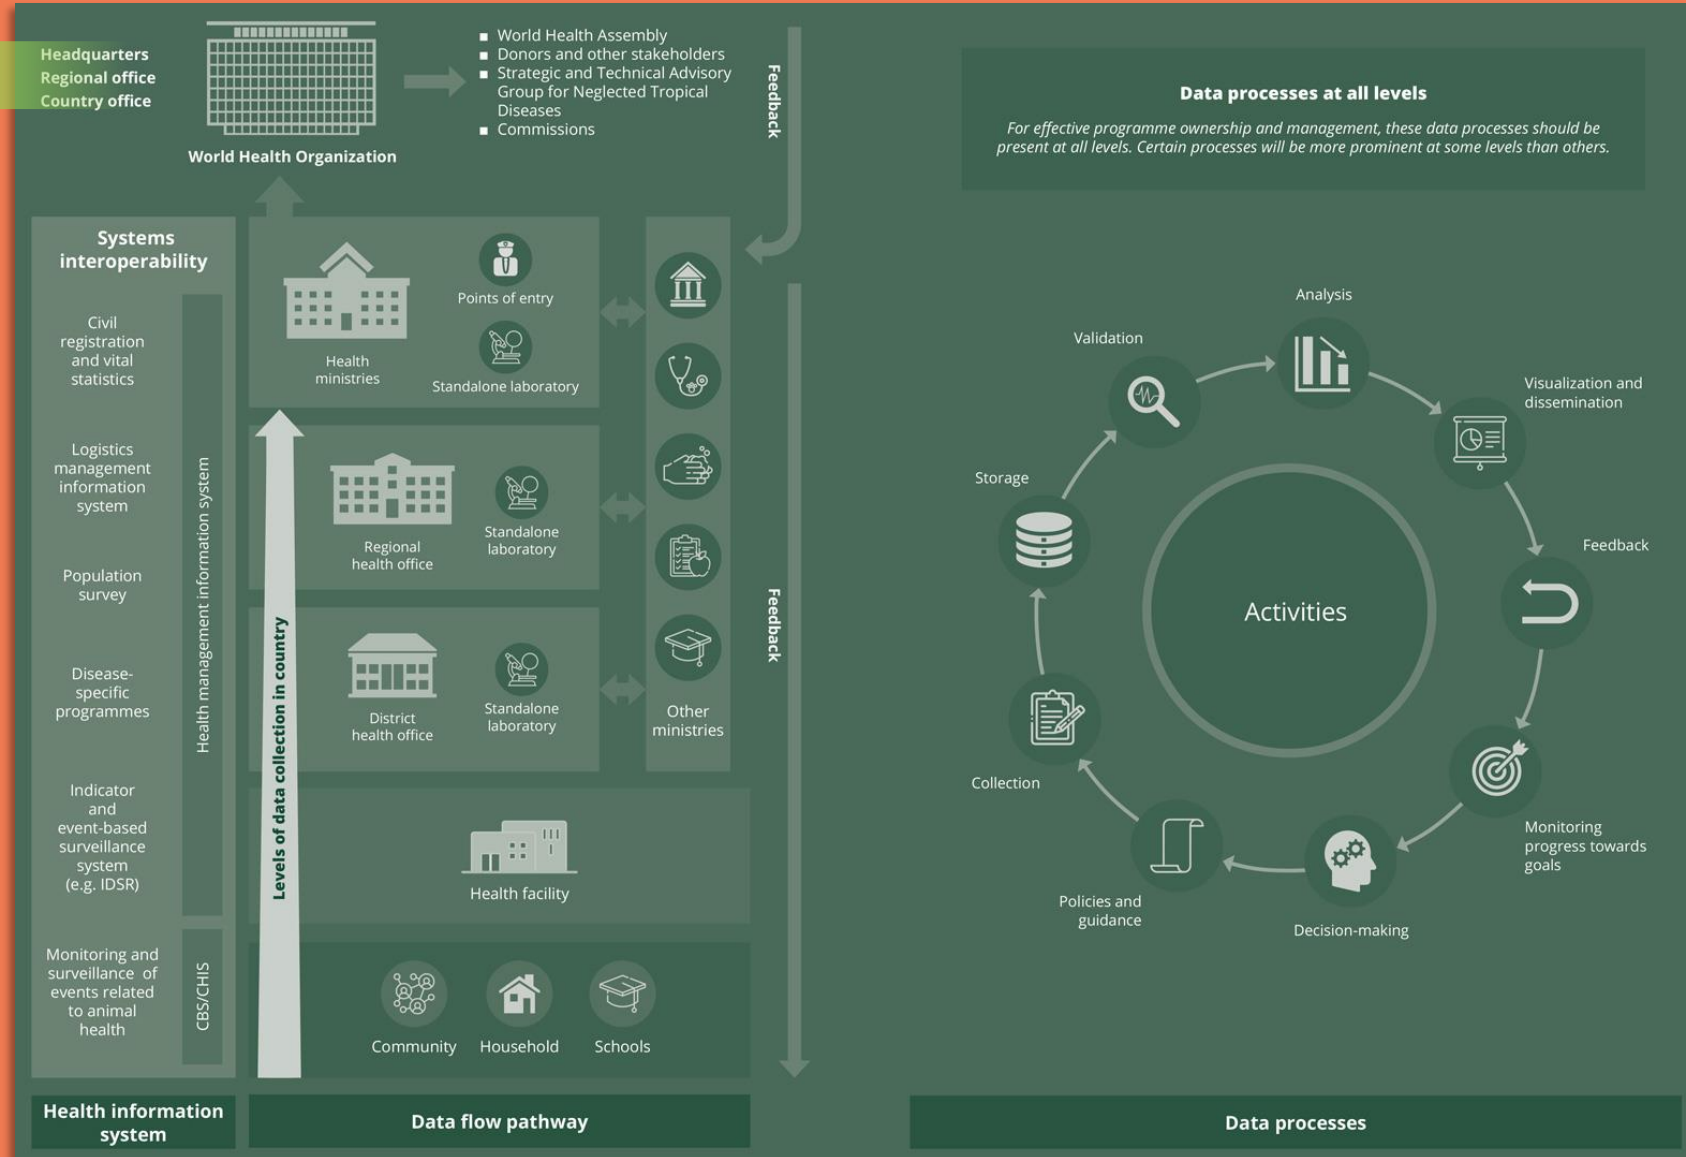 Headquarters
Regional office
Country office
World Health Organization
■ World Health Assembly
■ Donors and other stakeholders
■ Strategic and Technical Advisory
Group for Neglected Tropical
Diseases
■ Commissions
Feedback
Systems
interoperability
Civil
registration
and vital
statistics
Logistics
management
information
system
Population
survey
Disease-
specific
programmes
Indicator
and
event-based
surveillance
system
(e.g. IDSR)
Monitoring and
surveillance of
events related
to animal
health
Health management information system
CBS/CHIS
Levels of data collection in country
Health
ministries
Points of entry
Standalone laboratory
Regional
health office
Standalone
laboratory
District
health office
Standalone
laboratory
Other
ministries
Feedback
Health facility
Community
Household
Schools
Health information
system
Data flow pathway
Data processes at all levels
For effective programme ownership and management, these data processes should be
present at all levels. Certain processes will be more prominent at some levels than others.
Analysis
Validation
Visualization and
dissemination
Storage
Feedback
Activities
Collection
Monitoring
progress towards
goals
Policies and
guidance
Decision-making
Data processes